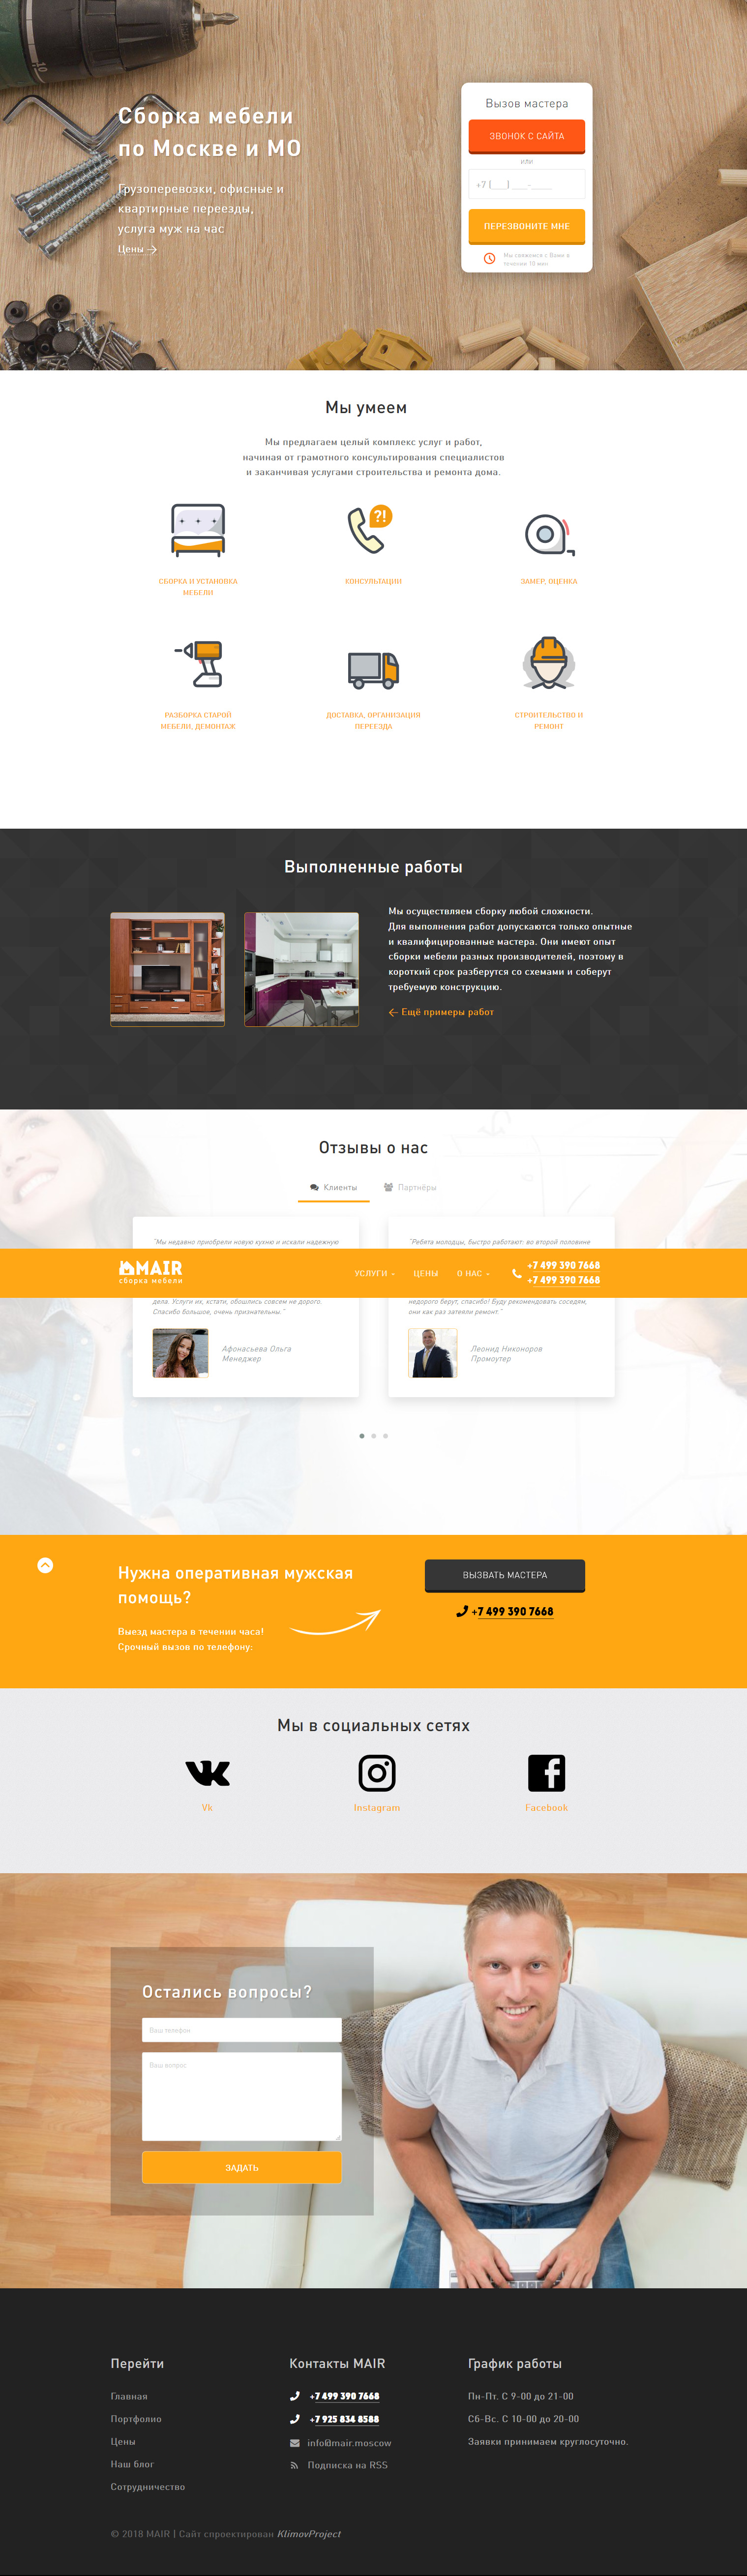 Сборка мебели
по Москве и МО
Грузоперевозки, офисные и
квартирные переезды,
услуга муж на час
Цены
Вызов мастера
ЗВОНОК С САЙТА
или
+7 (___) ___-____
ПЕРЕЗВОНИТЕ МНЕ
Мы свяжемся с Вами в
течении 10 мин
Мы умеем
Мы предлагаем целый комплекс услуг и работ,
начиная от грамотного консультирования специалистов
и заканчивая услугами строительства и ремонта дома.
?!
СБОРКА И УСТАНОВКА
МЕБЕЛИ
КОНСУЛЬТАЦИИ
ЗАМЕР, ОЦЕНКА
РАЗБОРКА СТАРОЙ
МЕБЕЛИ, ДЕМОНТАЖ
ДОСТАВКА, ОРГАНИЗАЦИЯ
ПЕРЕЕЗДА
СТРОИТЕЛЬСТВО И
РЕМОНТ
Выполненные работы
Мы осуществляем сборку любой сложности.
Для выполнения работ допускаются только опытные
и квалифицированные мастера. Они имеют опыт
сборки мебели разных производителей, поэтому в
короткий срок разберутся со схемами и соберут
требуемую конструкцию.
Ещё примеры работ
Отзывы о нас
Клиенты
Партнёры
"Мы недавно приобрели новую кухню и искали надежную
"Ребята молодцы, быстро работают: во второй половине
MAIR
сборка мебели
УСЛУГИ
ЦЕНЫ
О НАС
+7 499 390 7668
+7 499 390 7668
дела. Услуги их, кстати, обошлись совсем не дорого.
Спасибо большое, очень признательны."
недорого берут, спасибо! Буду рекомендовать соседям,
они как раз затеяли ремонт."
Афонасьева Ольга
Менеджер
Леонид Никоноров
Промоутер
Нужна оперативная мужская
помощь?
Выезд мастера в течении часа!
Срочный вызов по телефону:
ВЫЗВАТЬ МАСТЕРА
+7 499 390 7668
Мы в социальных сетях
Vk
Instagram
Facebook
Остались вопросы?
Ваш телефон
Ваш вопрос
ЗАДАТЬ
Перейти
Главная
Портфолио
Цены
Наш блог
Сотрудничество
Контакты MAIR
+7 499 390 7668
+7 925 834 8588
info@mair.moscow
Подписка на RSS
График работы
Пн-Пт. С 9-00 до 21-00
Сб-Вс. С 10-00 до 20-00
Заявки принимаем круглосуточно.
© 2018 MAIR | Сайт спроектирован KlimovProject